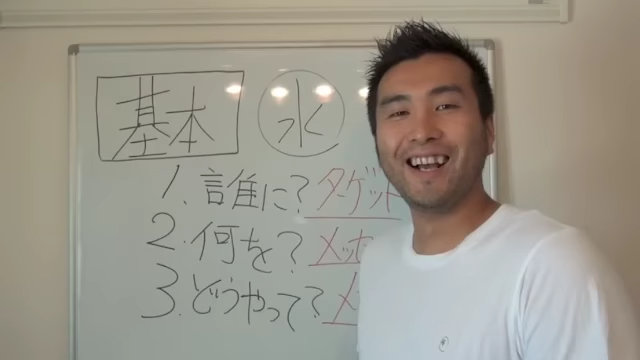 基本 水
1. 誰に? ターゲット
2. 何を? メッセ
3. どうやって? メ